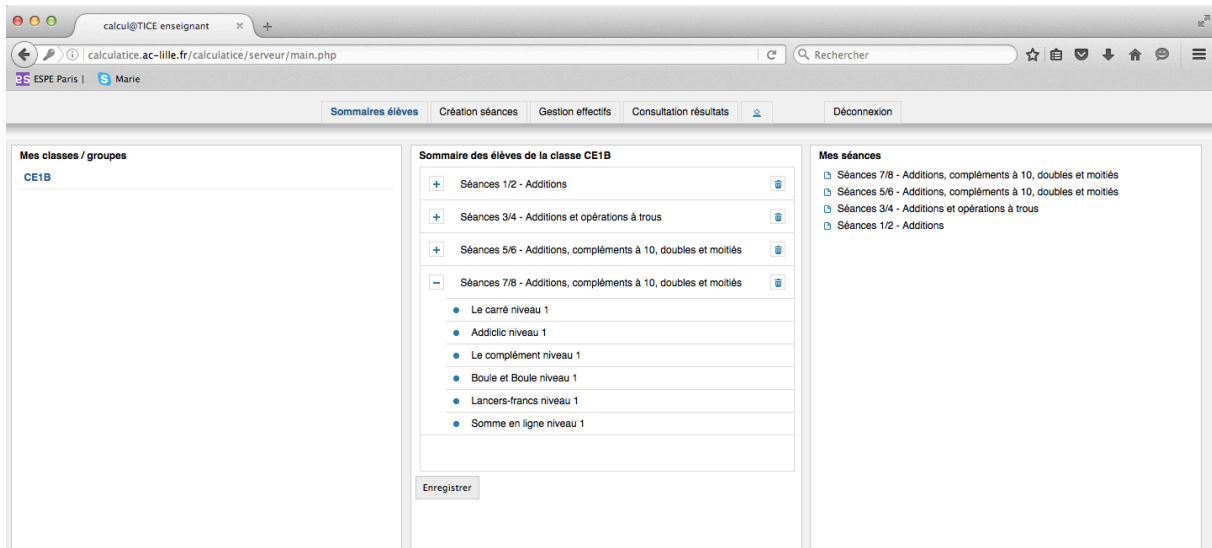 calcul@TICE enseignant
calculatice.ac-lille.fr/calculatice/serveur/main.php
Rechercher
ESPE Paris |
Marie
Sommaires élèves
Création séances
Gestion effectifs
Consultation résultats
Déconnexion
Mes classes / groupes
CE1B
Sommaire des élèves de la classe CE1B
Séances 1/2 - Additions
Séances 3/4 - Additions et opérations à trous
Séances 5/6 - Additions, compléments à 10, doubles et moitiés
Séances 7/8 - Additions, compléments à 10, doubles et moitiés
Le carré niveau 1
Addiclic niveau 1
Le complément niveau 1
Boule et Boule niveau 1
Lancers-francs niveau 1
Somme en ligne niveau 1
Enregistrer
Mes séances
Séances 7/8 - Additions, compléments à 10, doubles et moitiés
Séances 5/6 - Additions, compléments à 10, doubles et moitiés
Séances 3/4 - Additions et opérations à trous
Séances 1/2 - Additions